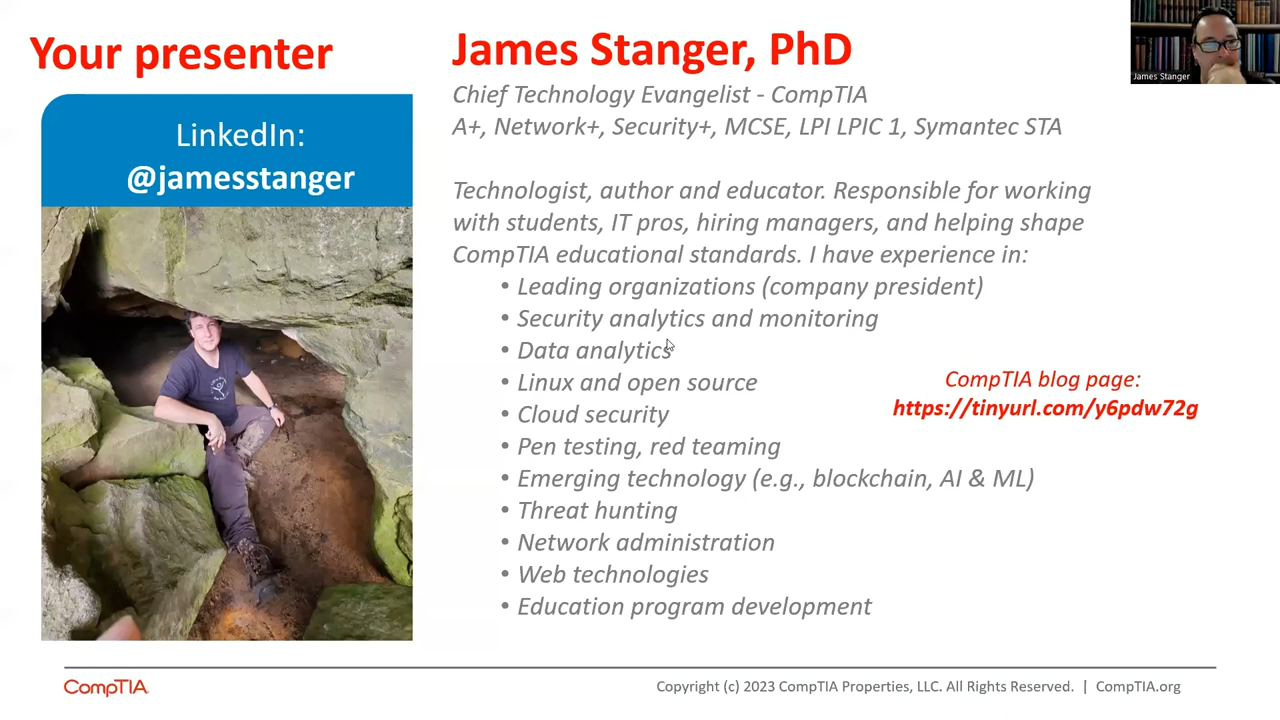 Your presenter
LinkedIn:
@jamesstanger
James Stanger, PhD
Chief Technology Evangelist - CompTIA
A+, Network+, Security+, MCSE, LPI LPIC 1, Symantec STA
Technologist, author and educator. Responsible for working
with students, IT pros, hiring managers, and helping shape
CompTIA educational standards. I have experience in:
• Leading organizations (company president)
• Security analytics and monitoring
• Data analytics
• Linux and open source
• Cloud security
• Pen testing, red teaming
• Emerging technology (e.g., blockchain, AI & ML)
• Threat hunting
• Network administration
• Web technologies
• Education program development
CompTIA blog page:
https://tinyurl.com/y6pdw72g
James Stanger
CompTIA.
Copyright (c) 2023 CompTIA Properties, LLC. All Rights Reserved. | CompTIA.org